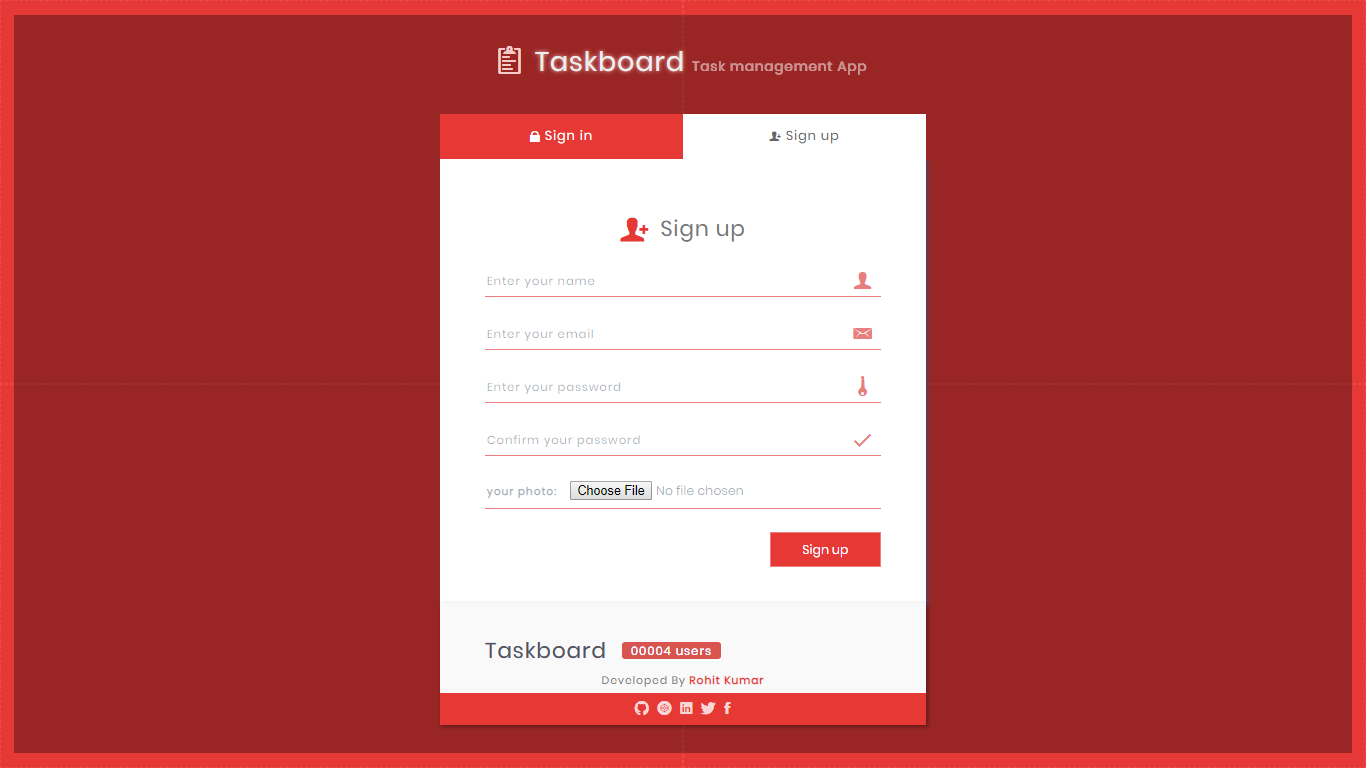 Taskboard Task management App
Sign in
Sign up
Sign up
Enter your name
Enter your email
Enter your password
Confirm your password
your photo: Choose File No file chosen
Sign up
Taskboard 00004 users
Developed By Rohit Kumar